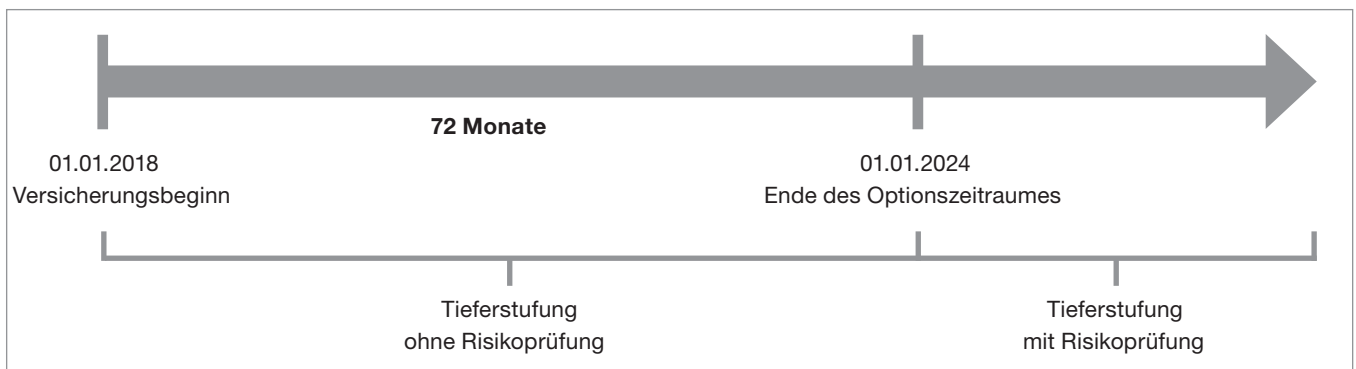 72 Monate
01.01.2018
Versicherungsbeginn
01.01.2024
Ende des Optionszeitraumes
Tieferstufung
ohne Risikoprüfung
Tieferstufung
mit Risikoprüfung